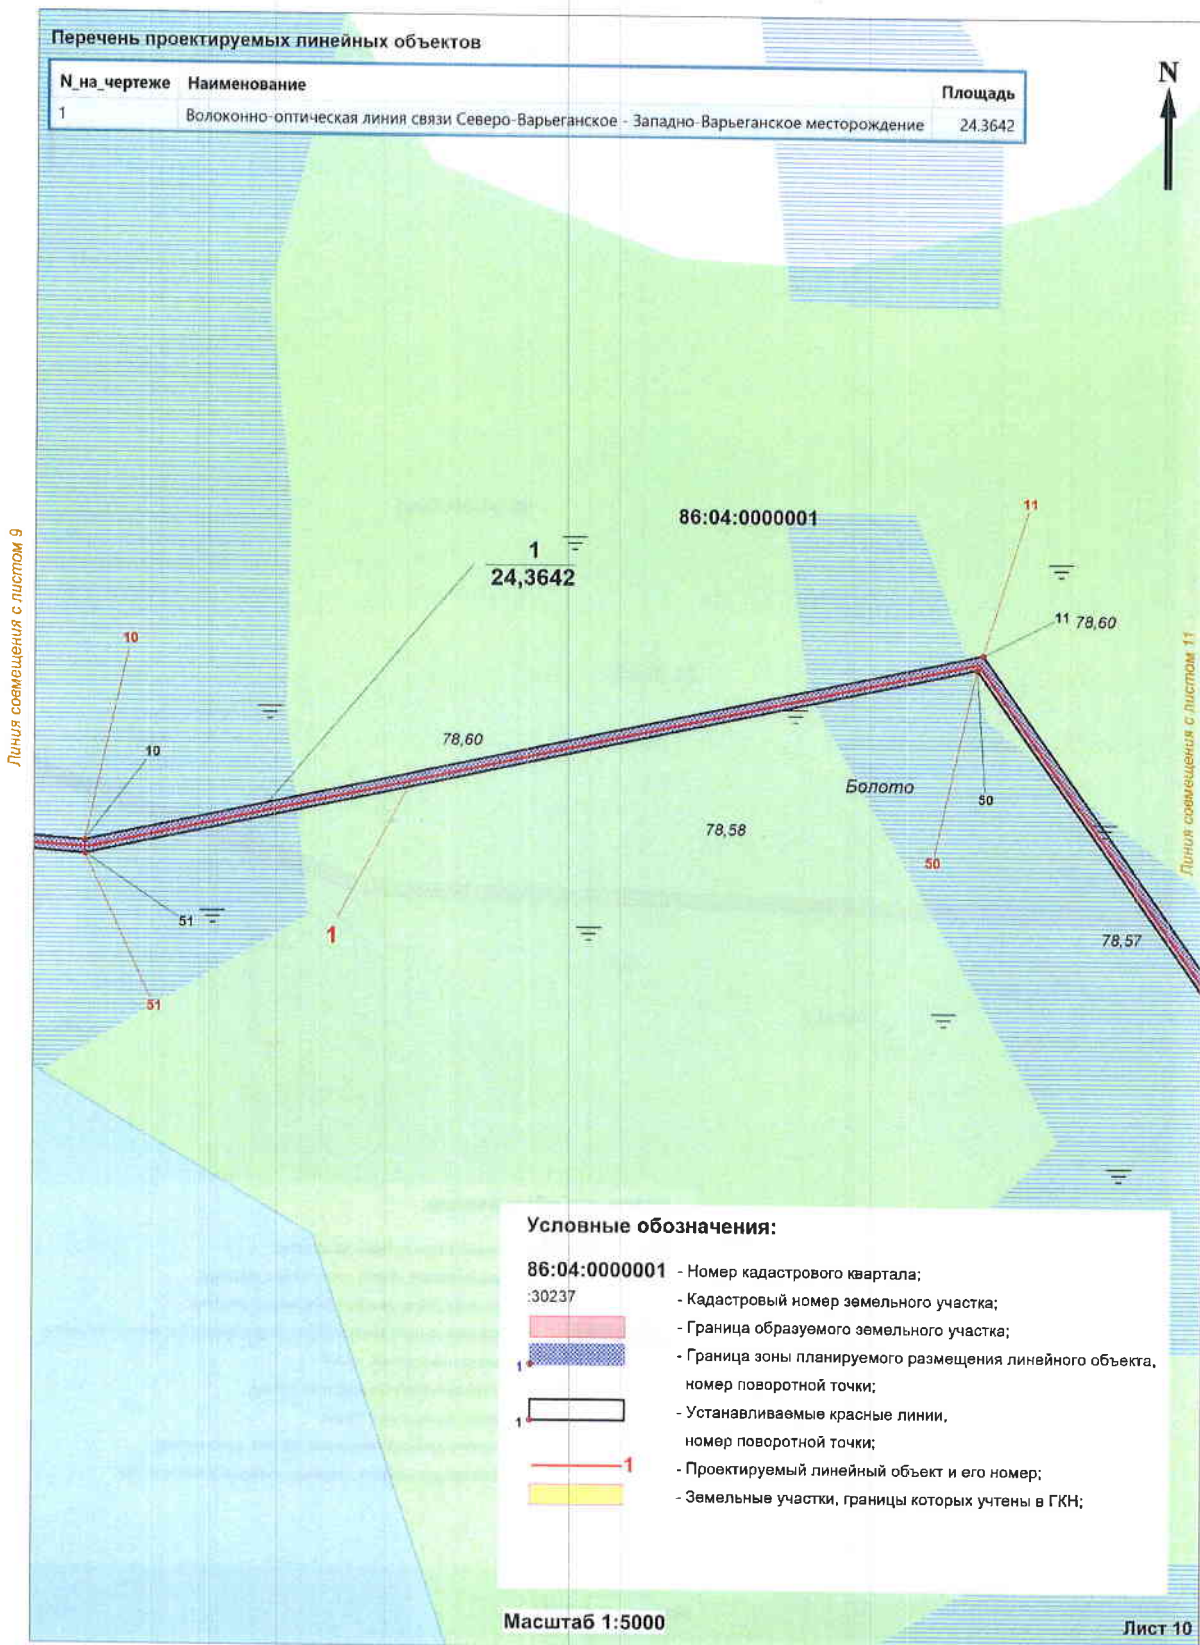 Перечень проектируемых линейных объектов
N_на_чертеже Наименование Площадь
1 Волоконно-оптическая линия связи Северо-Варьеганское - Западно-Варьеганское месторождение 24.3642
N
Линия совмещения с листом 9
86:04:0000001
11
1
24,3642
11 78,60
10
Линия совмещения с листом 11
10
78,60
Болото
50
78,58
50
51
1
78,57
51
Условные обозначения:
86:04:0000001 - Номер кадастрового квартала;
:30237 - Кадастровый номер земельного участка;
- Граница образуемого земельного участка;
1 - Граница зоны планируемого размещения линейного объекта,
номер поворотной точки;
1 - Устанавливаемые красные линии,
номер поворотной точки;
1 - Проектируемый линейный объект и его номер;
- Земельные участки, границы которых учтены в ГКН;
Масштаб 1:5000
Лист 10